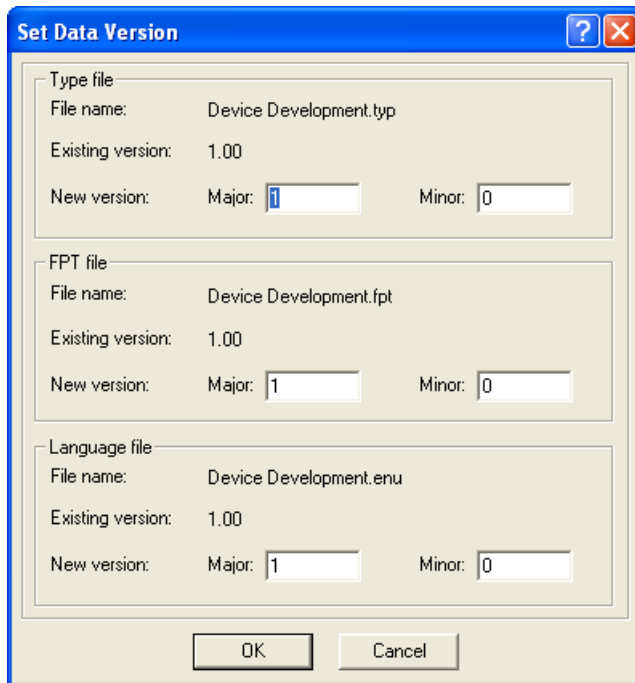 Set Data Version
Type file
File name: Device Development.typ
Existing version: 1.00
New version: Major: 1 Minor: 0
FPT file
File name: Device Development.fpt
Existing version: 1.00
New version: Major: 1 Minor: 0
Language file
File name: Device Development.enu
Existing version: 1.00
New version: Major: 1 Minor: 0
OK Cancel